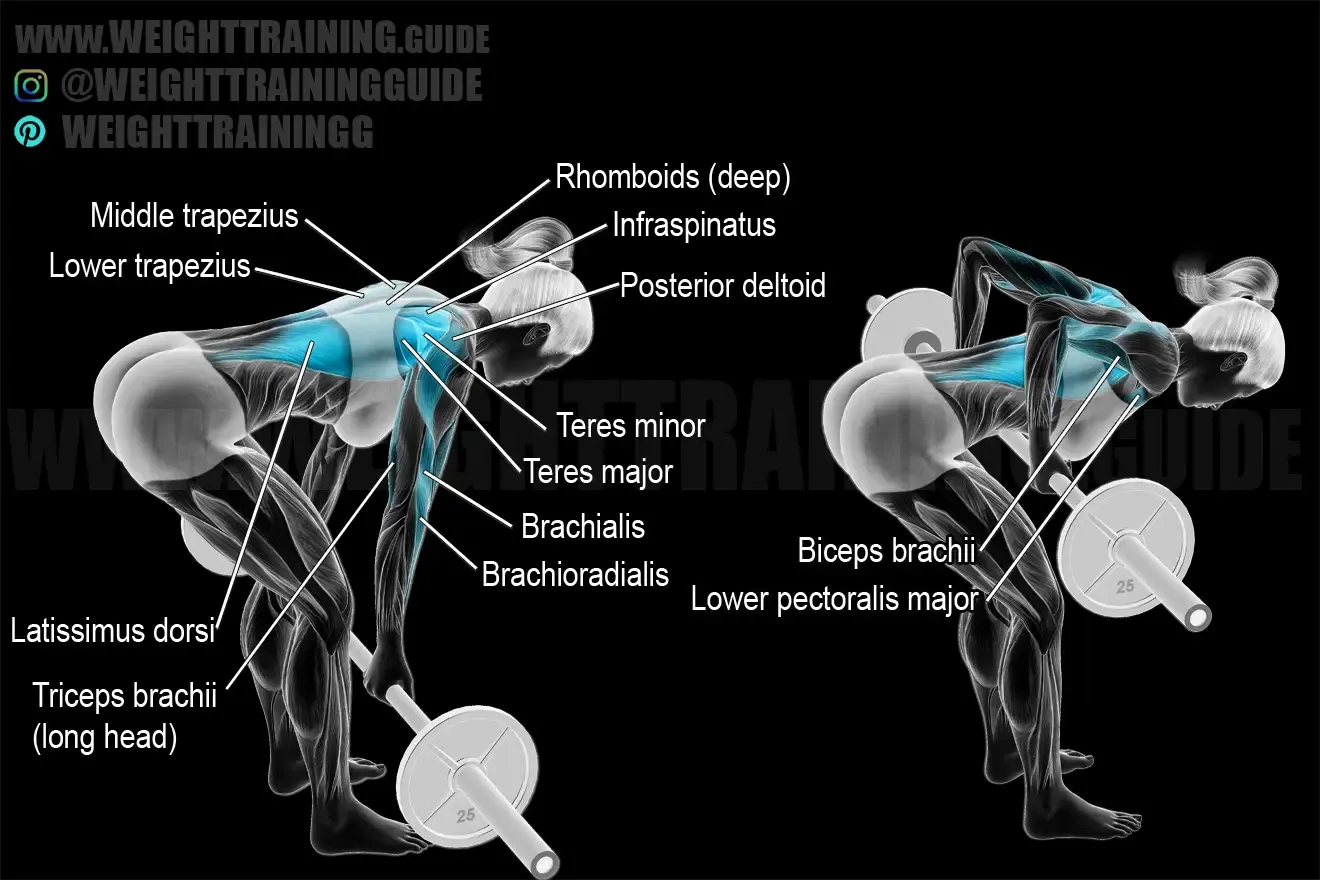 WWW.WEIGHTTRAINING.GUIDE
@WEIGHTTRAININGGUIDE
WEIGHTTRAININGG
Rhomboids (deep)
Middle trapezius
Infraspinatus
Lower trapezius
Posterior deltoid
WWW.WEIGHTTRAINING.GUIDE
Teres minor
Teres major
Brachialis
Biceps brachii
Brachioradialis
25
Lower pectoralis major
Latissimus dorsi
Triceps brachii
(long head)
25